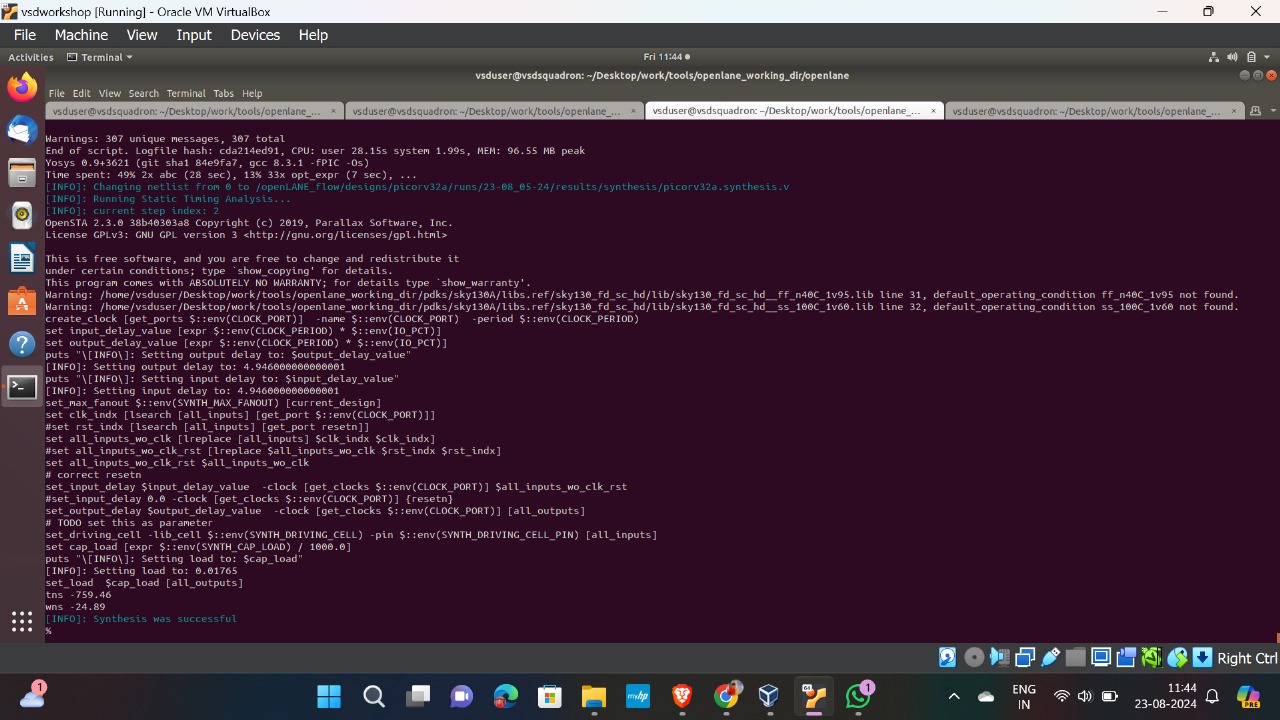 vsdworkshop [Running] - Oracle VM VirtualBox
File Machine View Input Devices Help
Activities Terminal Fri 11:44
vsduser@vsdsquadron: ~/Desktop/work/tools/openlane_working_dir/openlane
File Edit View Search Terminal Tabs Help
vsduser@vsdsquadron: ~/Desktop/work/tools/openlane_... × vsduser@vsdsquadron: ~/Desktop/work/tools/openlane_... × vsduser@vsdsquadron: ~/Desktop/work/tools/openlane_... × vsduser@vsdsquadron: ~/Desktop/work/tools/openlane_... ×
Warnings: 307 unique messages, 307 total
End of script. Logfile hash: cda214ed91, CPU: user 28.15s system 1.99s, MEM: 96.55 MB peak
Yosys 0.9+3621 (git sha1 84e9fa7, gcc 8.3.1 -fPIC -Os)
Time spent: 49% 2x abc (28 sec), 13% 33x opt_expr (7 sec), ...
[INFO]: Changing netlist from 0 to /openLANE_flow/designs/picorv32a/runs/23-08_05-24/results/synthesis/picorv32a.synthesis.v
[INFO]: Running Static Timing Analysis...
[INFO]: current step index: 2
OpenSTA 2.3.0 38b40303a8 Copyright (c) 2019, Parallax Software, Inc.
License GPLv3: GNU GPL version 3 <http://gnu.org/licenses/gpl.html>
This is free software, and you are free to change and redistribute it
under certain conditions; type `show_copying' for details.
This program comes with ABSOLUTELY NO WARRANTY; for details type `show_warranty'.
Warning: /home/vsduser/Desktop/work/tools/openlane_working_dir/pdks/sky130A/libs.ref/sky130_fd_sc_hd/lib/sky130_fd_sc_hd__ff_n40C_1v95.lib line 31, default_operating_condition ff_n40C_1v95 not found.
Warning: /home/vsduser/Desktop/work/tools/openlane_working_dir/pdks/sky130A/libs.ref/sky130_fd_sc_hd/lib/sky130_fd_sc_hd__ss_100C_1v60.lib line 32, default_operating_condition ss_100C_1v60 not found.
create_clock [get_ports $::env(CLOCK_PORT)]  -name $::env(CLOCK_PORT)  -period $::env(CLOCK_PERIOD)
set input_delay_value [expr $::env(CLOCK_PERIOD) * $::env(IO_PCT)]
set output_delay_value [expr $::env(CLOCK_PERIOD) * $::env(IO_PCT)]
puts "\[INFO\]: Setting output delay to: $output_delay_value"
[INFO]: Setting output delay to: 4.946000000000001
puts "\[INFO\]: Setting input delay to: $input_delay_value"
[INFO]: Setting input delay to: 4.946000000000001
set_max_fanout $::env(SYNTH_MAX_FANOUT) [current_design]
set clk_indx [lsearch [all_inputs] [get_port $::env(CLOCK_PORT)]]
#set rst_indx [lsearch [all_inputs] [get_port resetn]]
set all_inputs_wo_clk [lreplace [all_inputs] $clk_indx $clk_indx]
#set all_inputs_wo_clk_rst [lreplace $all_inputs_wo_clk $rst_indx $rst_indx]
set all_inputs_wo_clk_rst $all_inputs_wo_clk
# correct resetn
set_input_delay $input_delay_value  -clock [get_clocks $::env(CLOCK_PORT)] $all_inputs_wo_clk_rst
#set_input_delay 0.0 -clock [get_clocks $::env(CLOCK_PORT)] {resetn}
set_output_delay $output_delay_value  -clock [get_clocks $::env(CLOCK_PORT)] [all_outputs]
# TODO set this as parameter
set_driving_cell -lib_cell $::env(SYNTH_DRIVING_CELL) -pin $::env(SYNTH_DRIVING_CELL_PIN) [all_inputs]
set cap_load [expr $::env(SYNTH_CAP_LOAD) / 1000.0]
puts "\[INFO\]: Setting load to: $cap_load"
[INFO]: Setting load to: 0.01765
set_load  $cap_load [all_outputs]
tns -759.46
wns -24.89
[INFO]: Synthesis was successful
%
Right Ctrl
1 myhp 64 1 ENG IN 11:44 23-08-2024 PRE